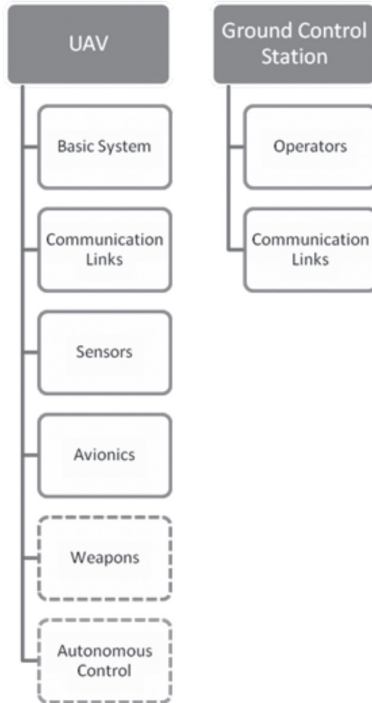 UAV
Basic System
Communication
Links
Sensors
Avionics
Weapons
Autonomous
Control
Ground Control
Station
Operators
Communication
Links